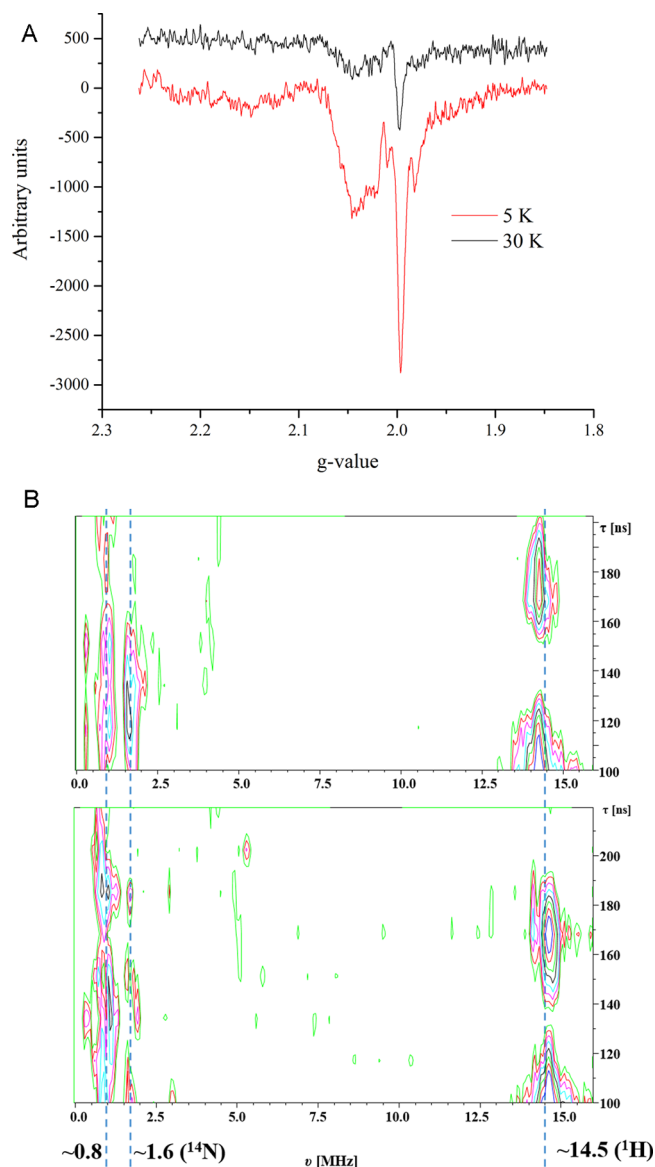 A
500
0
-500
-1000
-1500
-2000
-2500
-3000
Arbitrary units
5 K
30 K
2.3 2.2 2.1 2.0 1.9 1.8
g-value
B
τ [ns]
180
160
140
120
100
0.0 2.5 5.0 7.5 10.0 12.5 15.0
τ [ns]
200
180
160
140
120
100
0.0 2.5 5.0 7.5 10.0 12.5 15.0
~0.8 ~1.6 (¹⁴N) υ [MHz] ~14.5 (¹H)